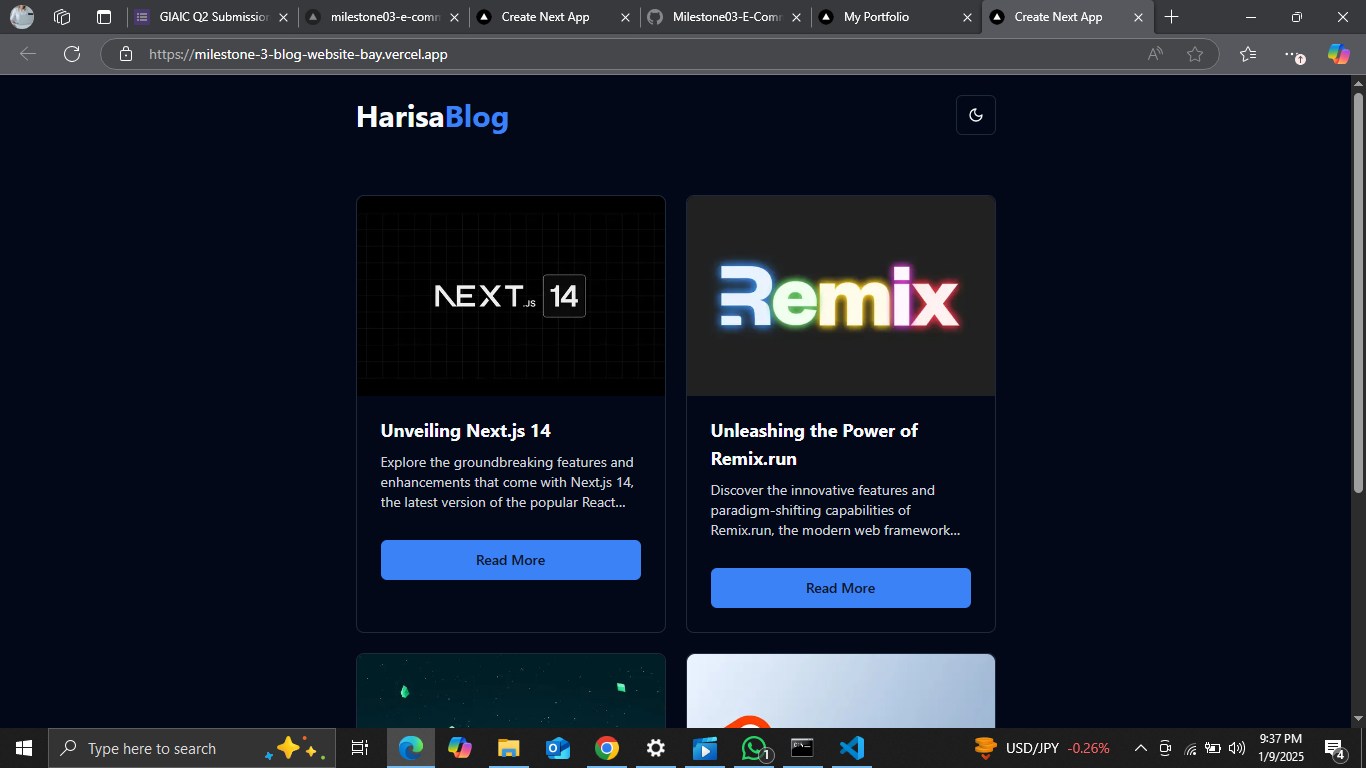 GIAIC Q2 Submission
milestone03-e-comm
Create Next App
Milestone03-E-Comm
My Portfolio
Create Next App
https://milestone-3-blog-website-bay.vercel.app
HarisaBlog
NEXT.JS 14
Remix
Unveiling Next.js 14
Explore the groundbreaking features and
enhancements that come with Next.js 14,
the latest version of the popular React...
Read More
Unleashing the Power of
Remix.run
Discover the innovative features and
paradigm-shifting capabilities of
Remix.run, the modern web framework...
Read More
Type here to search
1
USD/JPY -0.26%
9:37 PM
1/9/2025
4